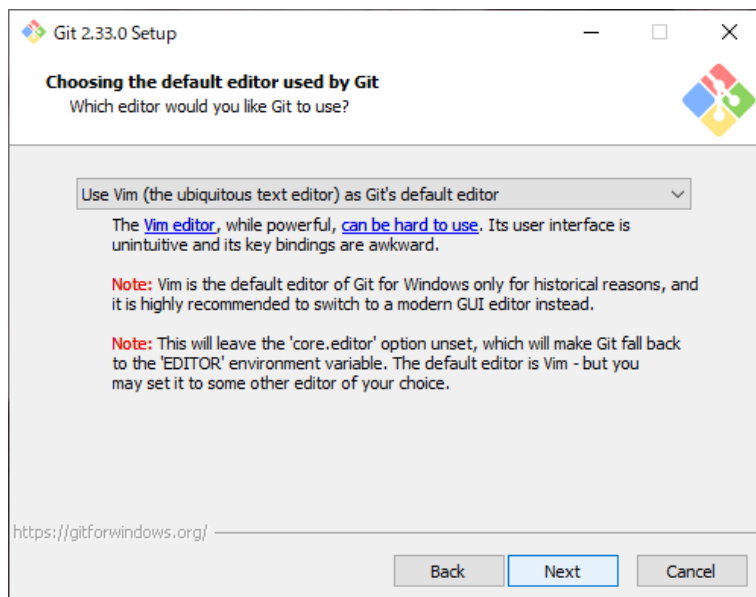 Git 2.33.0 Setup
Choosing the default editor used by Git
Which editor would you like Git to use?
Use Vim (the ubiquitous text editor) as Git's default editor
The Vim editor, while powerful, can be hard to use. Its user interface is
unintuitive and its key bindings are awkward.
Note: Vim is the default editor of Git for Windows only for historical reasons, and
it is highly recommended to switch to a modern GUI editor instead.
Note: This will leave the 'core.editor' option unset, which will make Git fall back
to the 'EDITOR' environment variable. The default editor is Vim - but you
may set it to some other editor of your choice.
https://gitforwindows.org/
Back Next Cancel